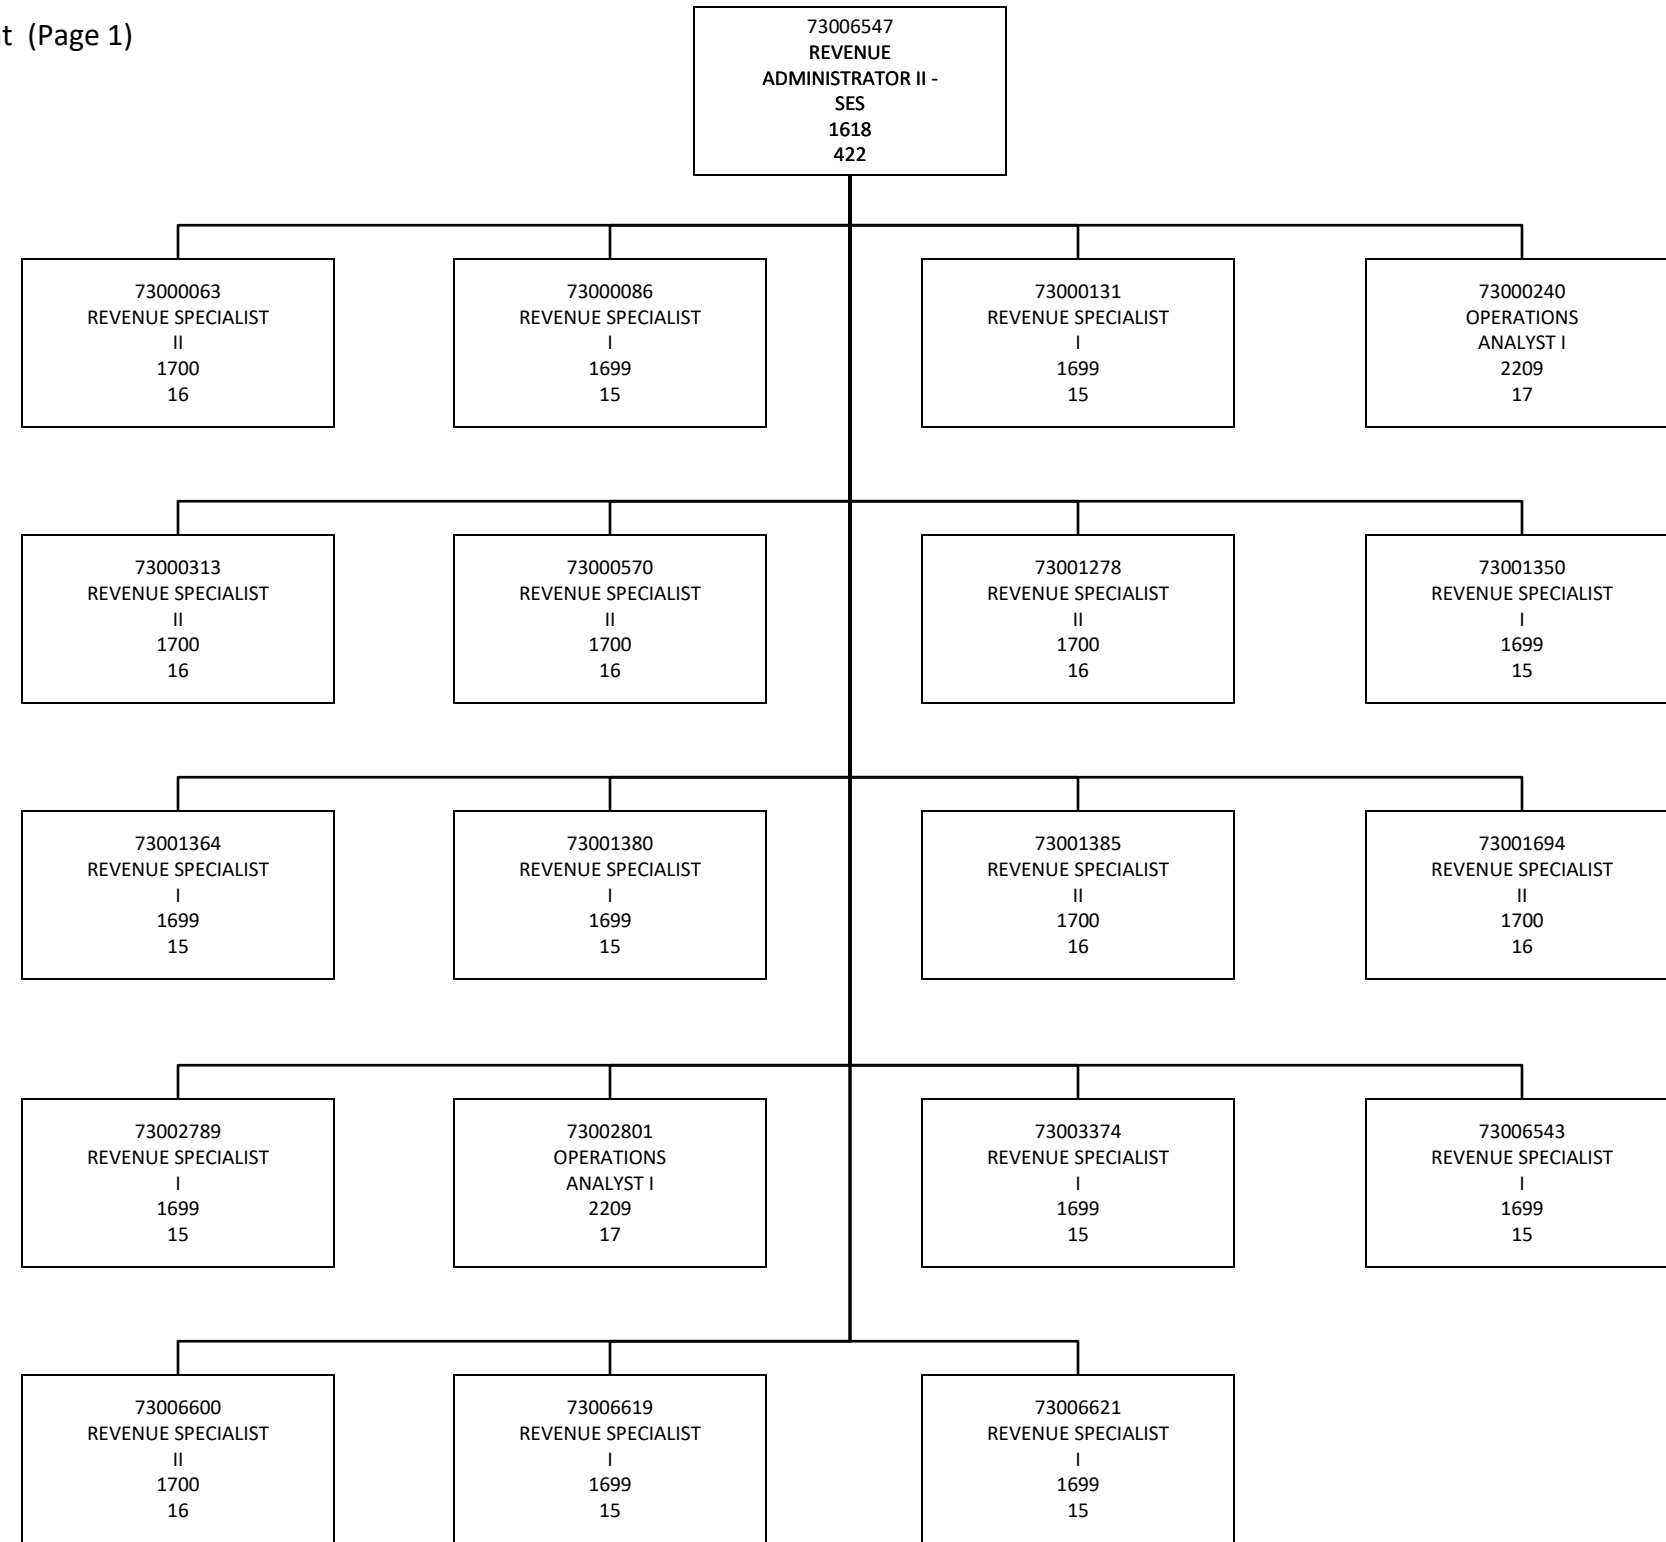 t (Page 1)
73006547
REVENUE
ADMINISTRATOR II -
SES
1618
422
73000063
REVENUE SPECIALIST
II
1700
16
73000086
REVENUE SPECIALIST
I
1699
15
73000131
REVENUE SPECIALIST
I
1699
15
73000240
OPERATIONS
ANALYST I
2209
17
73000313
REVENUE SPECIALIST
II
1700
16
73000570
REVENUE SPECIALIST
II
1700
16
73001278
REVENUE SPECIALIST
II
1700
16
73001350
REVENUE SPECIALIST
I
1699
15
73001364
REVENUE SPECIALIST
I
1699
15
73001380
REVENUE SPECIALIST
I
1699
15
73001385
REVENUE SPECIALIST
II
1700
16
73001694
REVENUE SPECIALIST
II
1700
16
73002789
REVENUE SPECIALIST
I
1699
15
73002801
OPERATIONS
ANALYST I
2209
17
73003374
REVENUE SPECIALIST
I
1699
15
73006543
REVENUE SPECIALIST
I
1699
15
73006600
REVENUE SPECIALIST
II
1700
16
73006619
REVENUE SPECIALIST
I
1699
15
73006621
REVENUE SPECIALIST
I
1699
15